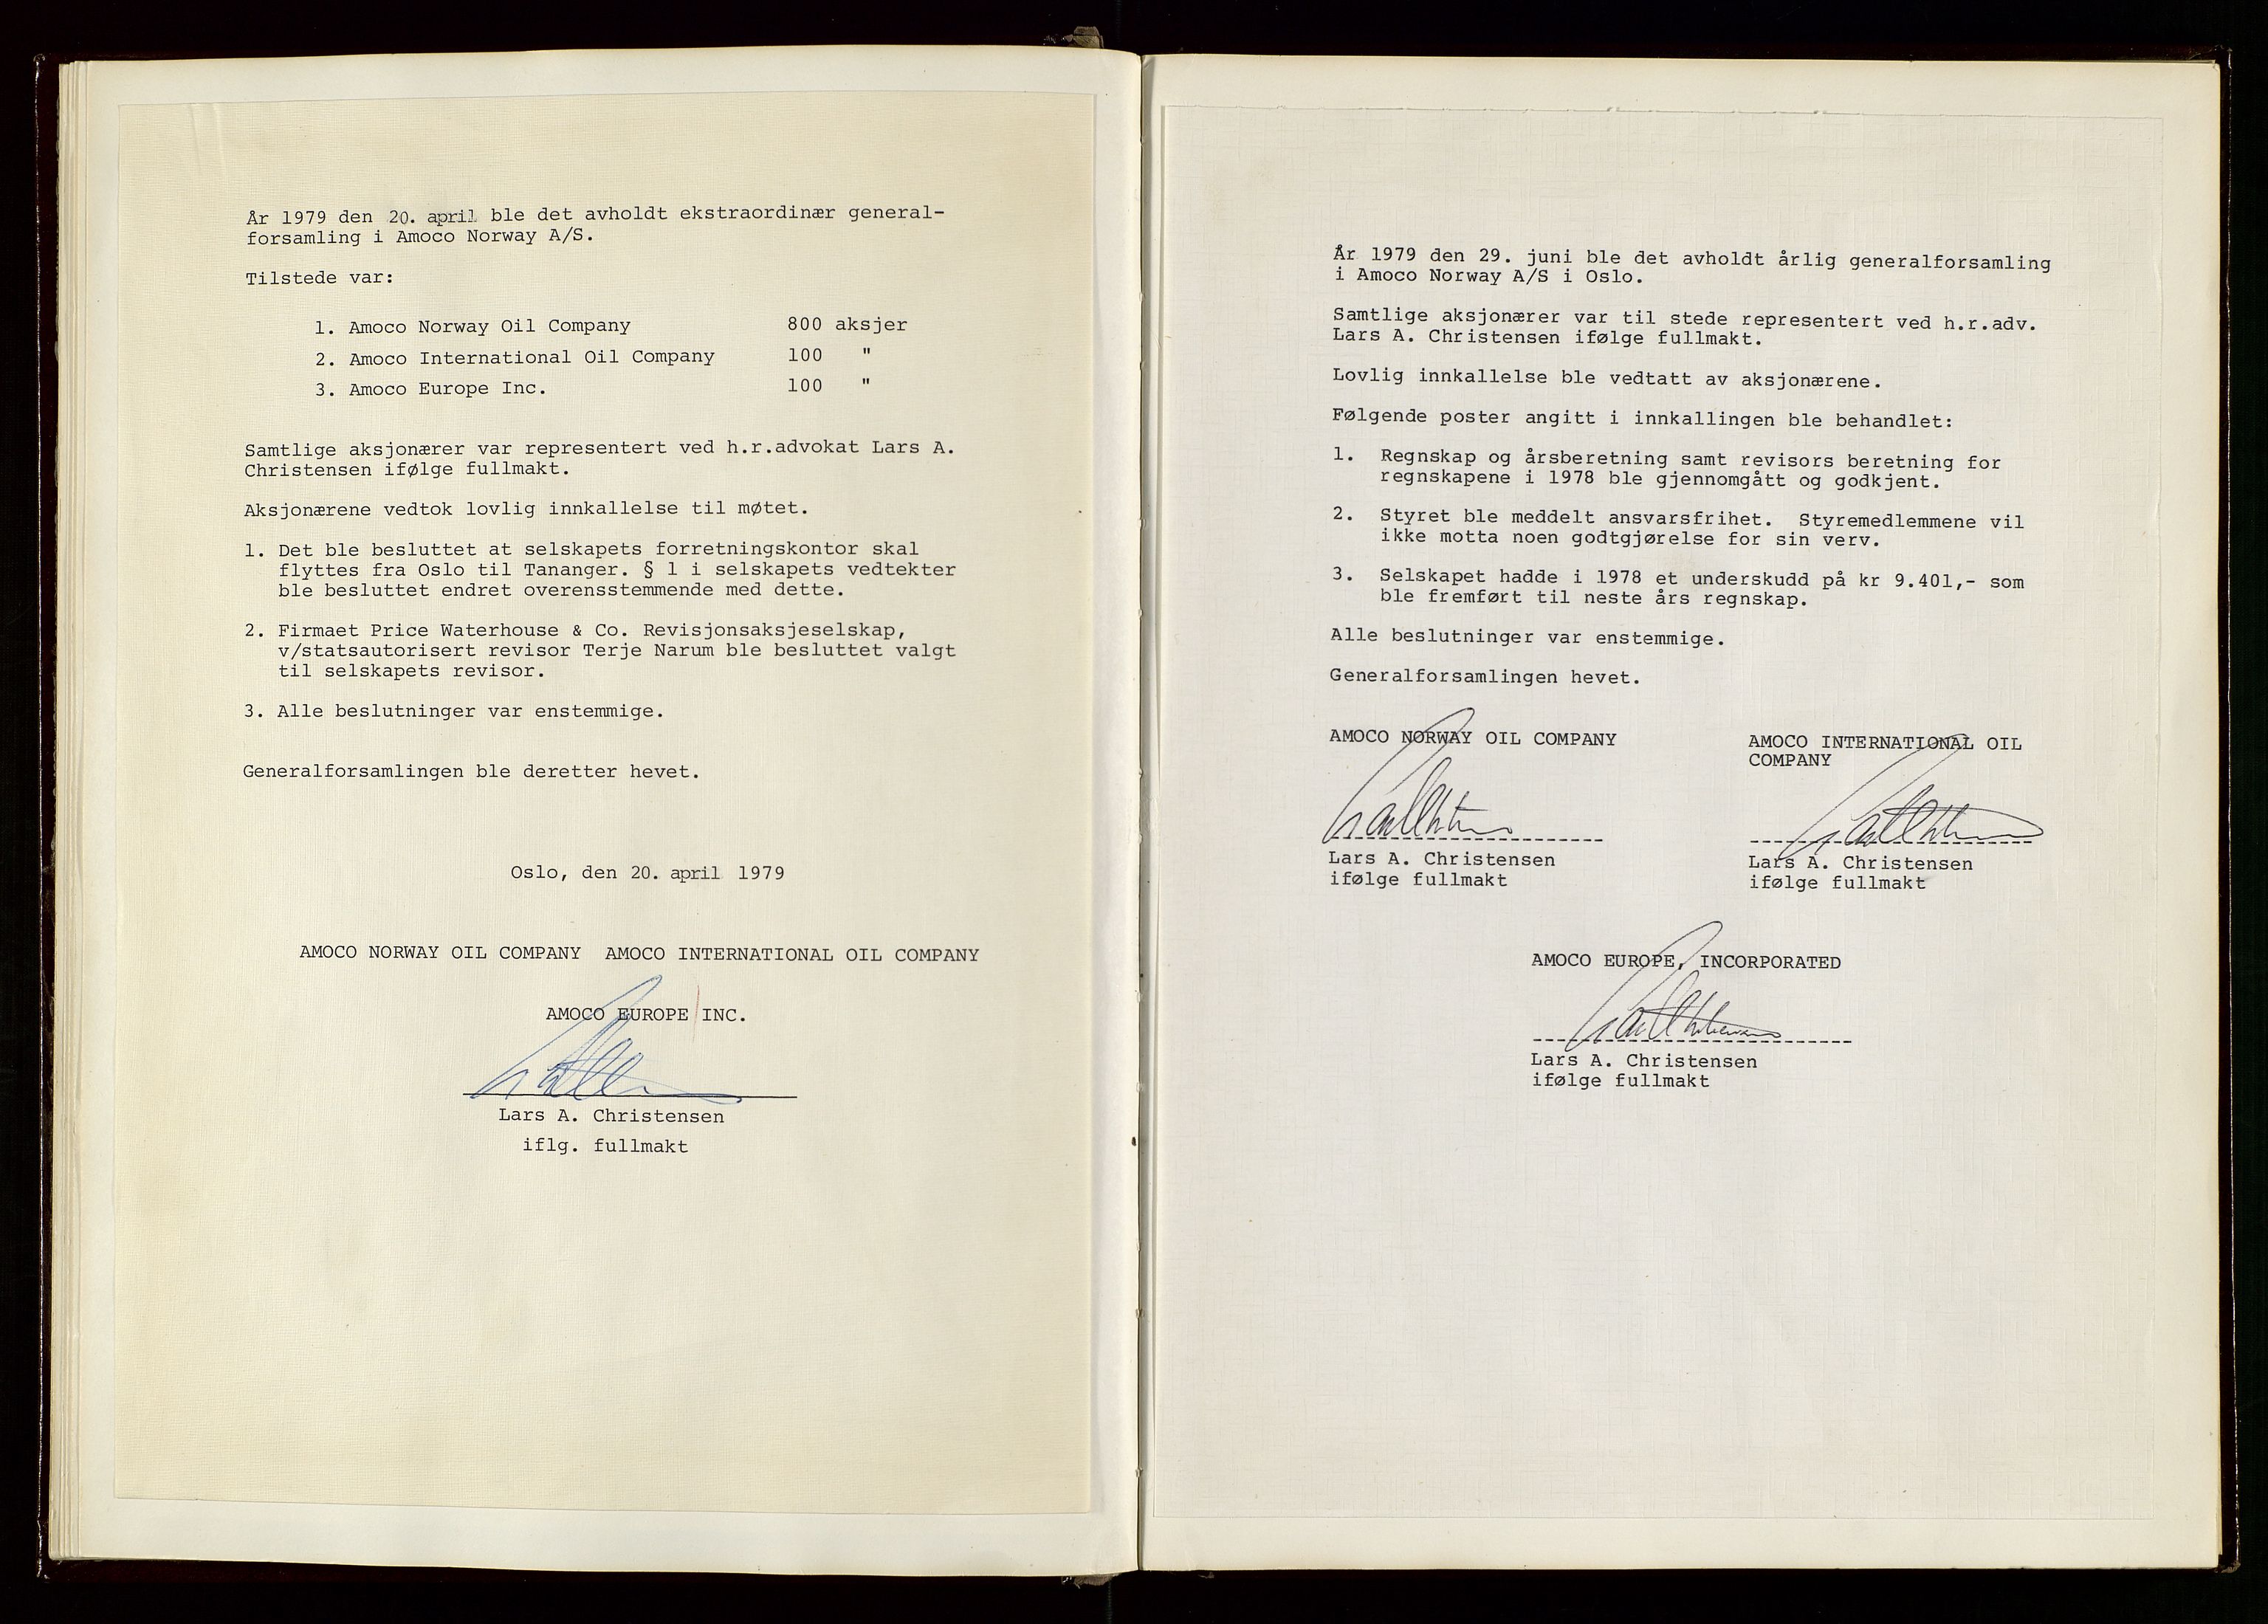 År 1979 den 20. april ble det avholdt ekstraordinær general-
forsamling i Amoco Norway A/S.
Tilstede var:
1. Amoco Norway Oil Company 800 aksjer
2. Amoco International Oil Company 100 "
3. Amoco Europe Inc. 100 "
Samtlige aksjonærer var representert ved h.r.advokat Lars A.
Christensen ifølge fullmakt.
Aksjonærene vedtok lovlig innkallelse til møtet.
1. Det ble besluttet at selskapets forretningskontor skal
flyttes fra Oslo til Tananger. § 1 i selskapets vedtekter
ble besluttet endret overensstemmende med dette.
2. Firmaet Price Waterhouse & Co. Revisjonsaksjeselskap,
v/statsautorisert revisor Terje Narum ble besluttet valgt
til selskapets revisor.
3. Alle beslutninger var enstemmige.
Generalforsamlingen ble deretter hevet.
Oslo, den 20. april 1979
AMOCO NORWAY OIL COMPANY AMOCO INTERNATIONAL OIL COMPANY
AMOCO EUROPE INC.
Lars A. Christensen
iflg. fullmakt
År 1979 den 29. juni ble det avholdt årlig generalforsamling
i Amoco Norway A/S i Oslo.
Samtlige aksjonærer var til stede representert ved h.r.adv.
Lars A. Christensen ifølge fullmakt.
Lovlig innkallelse ble vedtatt av aksjonærene.
Følgende poster angitt i innkallingen ble behandlet:
1. Regnskap og årsberetning samt revisors beretning for
regnskapene i 1978 ble gjennomgått og godkjent.
2. Styret ble meddelt ansvarsfrihet. Styremedlemmene vil
ikke motta noen godtgjørelse for sin verv.
3. Selskapet hadde i 1978 et underskudd på kr 9.401,- som
ble fremført til neste års regnskap.
Alle beslutninger var enstemmige.
Generalforsamlingen hevet.
AMOCO NORWAY OIL COMPANY AMOCO INTERNATIONAL OIL
COMPANY
Lars A. Christensen Lars A. Christensen
ifølge fullmakt ifølge fullmakt
AMOCO EUROPE, INCORPORATED
Lars A. Christensen
ifølge fullmakt